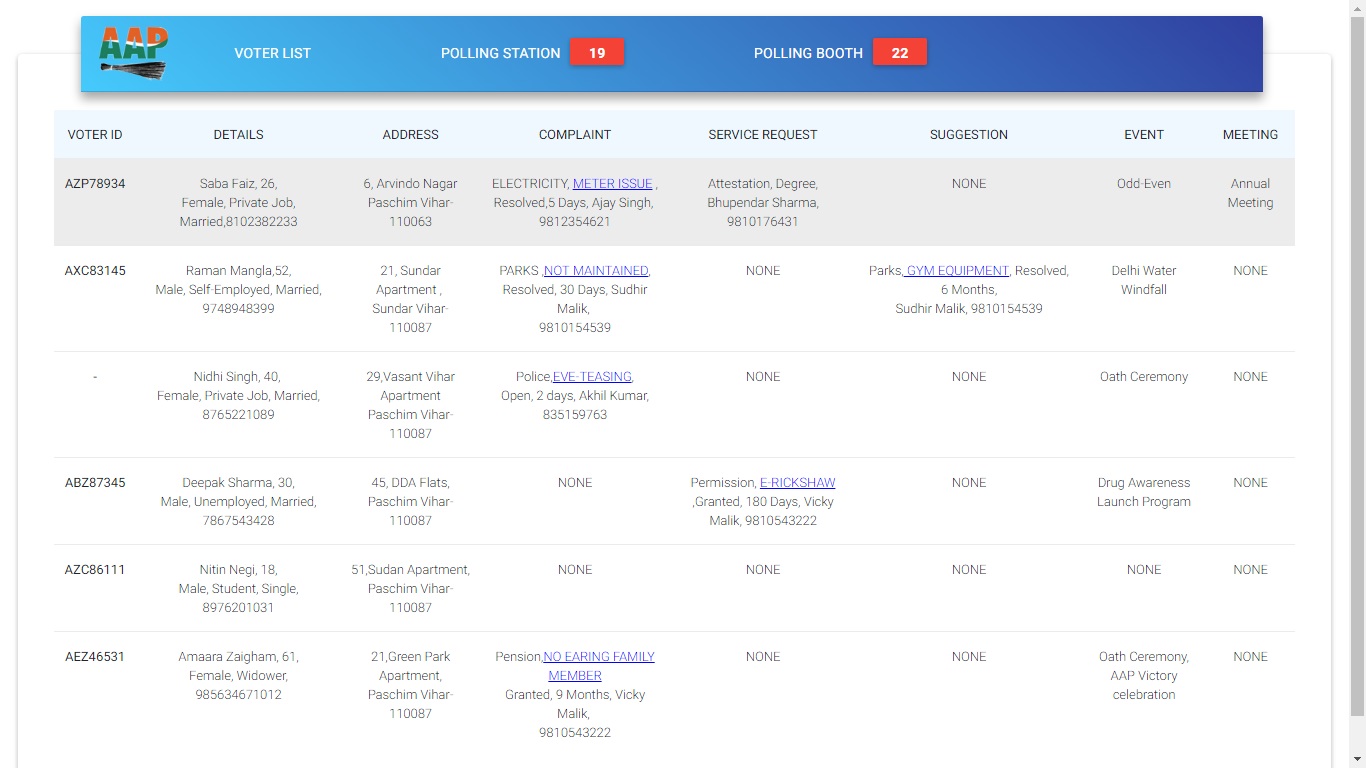 AAP
VOTER LIST
POLLING STATION 19
POLLING BOOTH 22
VOTER ID DETAILS ADDRESS COMPLAINT SERVICE REQUEST SUGGESTION EVENT MEETING
AZP78934
Saba Faiz, 26,
Female, Private Job,
Married,8102382233
6, Arvindo Nagar
Paschim Vihar-
110063
ELECTRICITY, METER ISSUE ,
Resolved,5 Days, Ajay Singh,
9812354621
Attestation, Degree,
Bhupendar Sharma,
9810176431
NONE
Odd-Even
Annual
Meeting
AXC83145
Raman Mangla,52,
Male, Self-Employed, Married,
9748948399
21, Sundar
Apartment ,
Sundar Vihar-
110087
PARKS ,NOT MAINTAINED,
Resolved, 30 Days, Sudhir
Malik,
9810154539
NONE
Parks, GYM EQUIPMENT, Resolved,
6 Months,
Sudhir Malik, 9810154539
Delhi Water
Windfall
NONE
-
Nidhi Singh, 40,
Female, Private Job, Married,
8765221089
29,Vasant Vihar
Apartment
Paschim Vihar-
110087
Police,EVE-TEASING,
Open, 2 days, Akhil Kumar,
835159763
NONE
NONE
Oath Ceremony
NONE
ABZ87345
Deepak Sharma, 30,
Male, Unemployed, Married,
7867543428
45, DDA Flats,
Paschim Vihar-
110087
NONE
Permission, E-RICKSHAW
,Granted, 180 Days, Vicky
Malik, 9810543222
NONE
Drug Awareness
Launch Program
NONE
AZC86111
Nitin Negi, 18,
Male, Student, Single,
8976201031
51,Sudan Apartment,
Paschim Vihar-
110087
NONE
NONE
NONE
NONE
NONE
AEZ46531
Amaara Zaigham, 61,
Female, Widower,
985634671012
21,Green Park
Apartment,
Paschim Vihar-
110087
Pension,NO EARING FAMILY
MEMBER
Granted, 9 Months, Vicky
Malik,
9810543222
NONE
NONE
Oath Ceremony,
AAP Victory
celebration
NONE